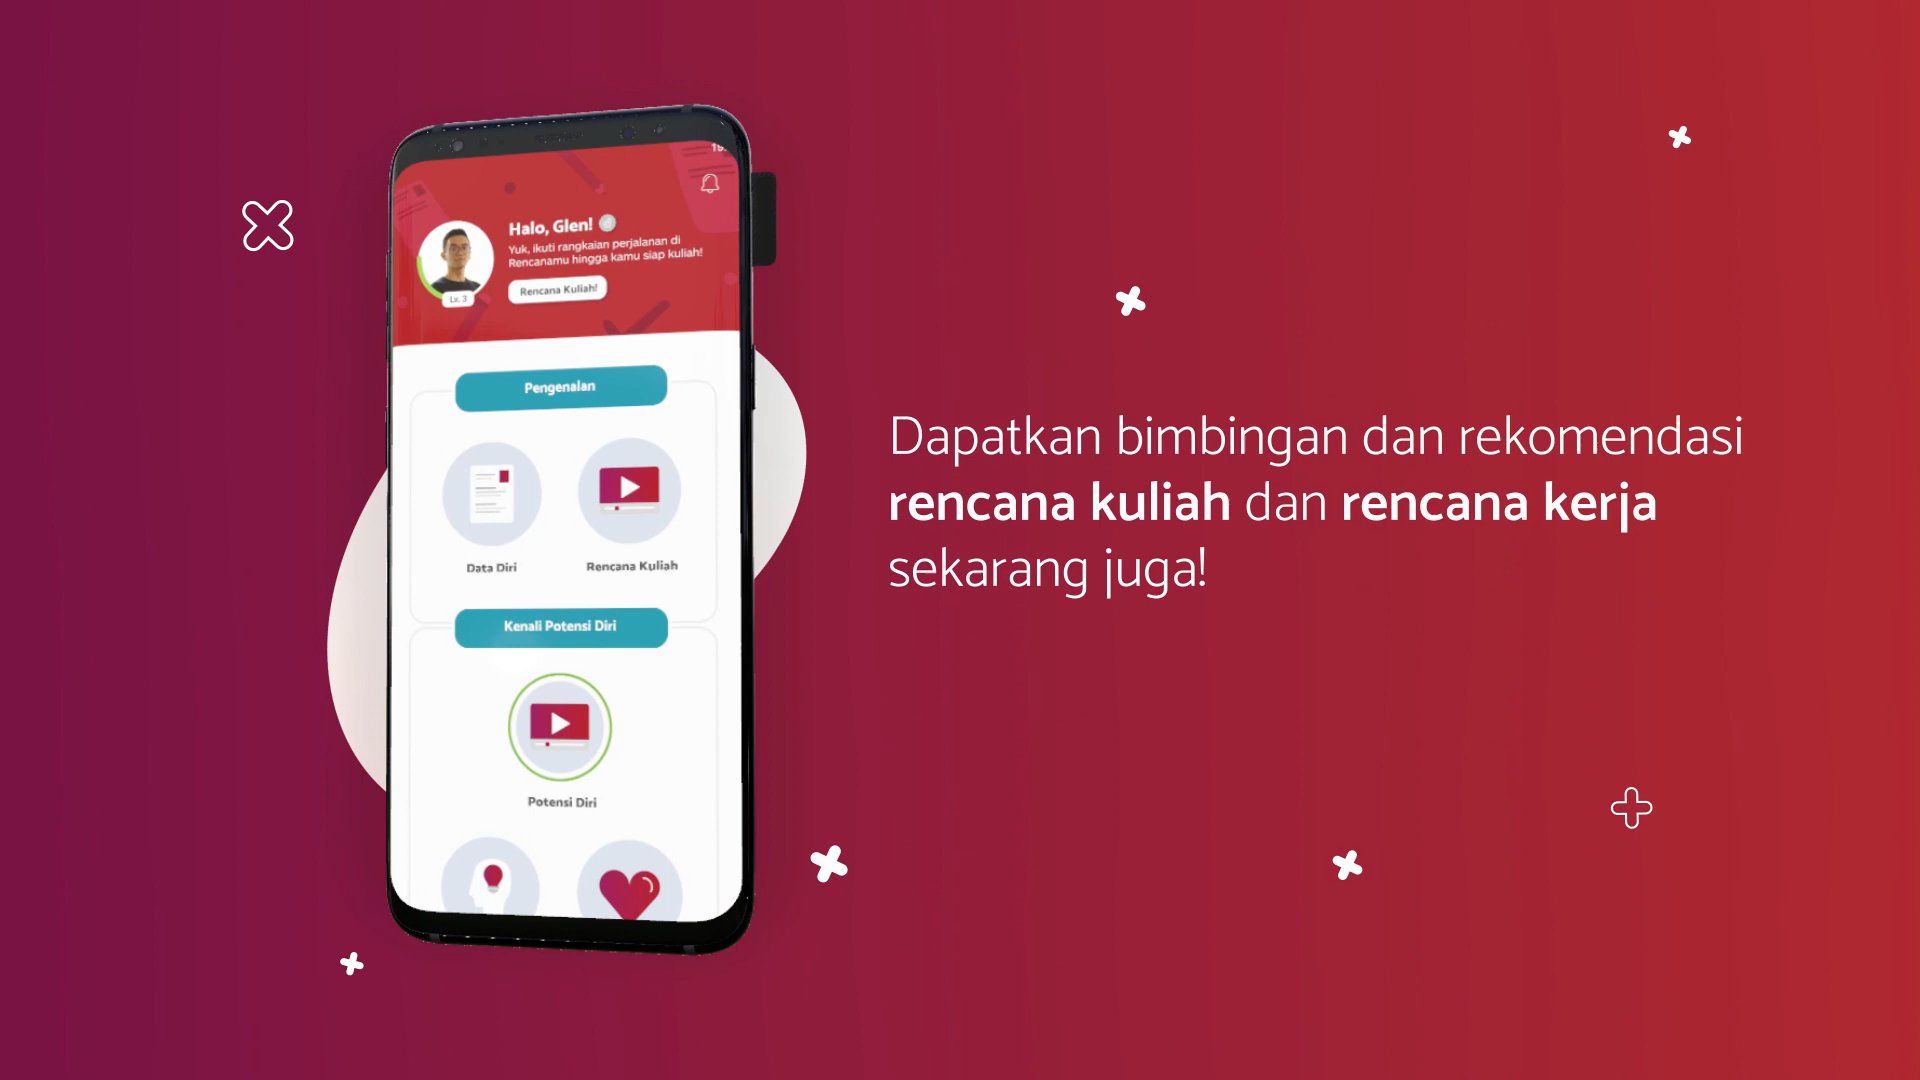 Halo, Glen!
Yuk, ikuti rangkaian perjalanan di
Rencanamu hingga kamu siap kuliah!
Rencana Kuliah!
Lv. 3
Pengenalan
Data Diri
Rencana Kuliah
Kenali Potensi Diri
Potensi Diri
Dapatkan bimbingan dan rekomendasi
rencana kuliah dan rencana kerja
sekarang juga!